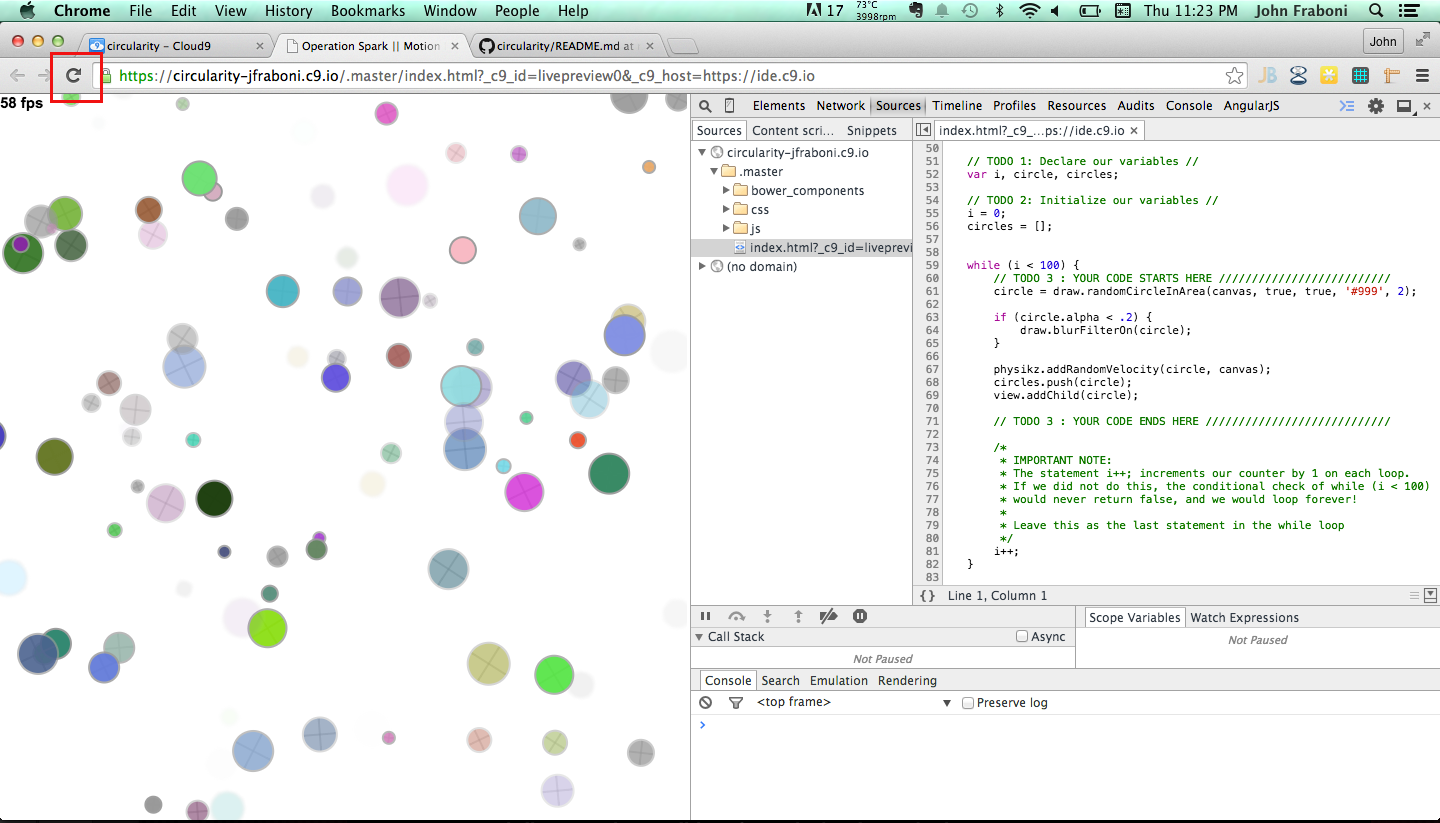 Chrome File Edit View History Bookmarks Window People Help 17 73°C 3998rpm Thu 11:23 PM John Fraboni
circularity - Cloud9 × Operation Spark || Motion × circularity/README.md at × John
https://circularity-jfraboni.c9.io/.master/index.html?_c9_id=livepreview0&_c9_host=https://ide.c9.io JB
58 fps
Elements Network Sources Timeline Profiles Resources Audits Console AngularJS
Sources Content scri... Snippets
circularity-jfraboni.c9.io
.master
bower_components
css
js
index.html?_c9_id=liveprevi
(no domain)
index.html?_c9_...ps://ide.c9.io ×
50
51 // TODO 1: Declare our variables //
52 var i, circle, circles;
53
54 // TODO 2: Initialize our variables //
55 i = 0;
56 circles = [];
57
58
59 while (i < 100) {
60 // TODO 3 : YOUR CODE STARTS HERE //////////////////////////
61 circle = draw.randomCircleInArea(canvas, true, true, '#999', 2);
62
63 if (circle.alpha < .2) {
64 draw.blurFilterOn(circle);
65 }
66
67 physikz.addRandomVelocity(circle, canvas);
68 circles.push(circle);
69 view.addChild(circle);
70
71 // TODO 3 : YOUR CODE ENDS HERE ////////////////////////////
72
73 /*
74 * IMPORTANT NOTE:
75 * The statement i++; increments our counter by 1 on each loop.
76 * If we did not do this, the conditional check of while (i < 100)
77 * would never return false, and we would loop forever!
78 *
79 * Leave this as the last statement in the while loop
80 */
81 i++;
82 }
83
{} Line 1, Column 1
Call Stack Async
Not Paused
Scope Variables Watch Expressions
Not Paused
Console Search Emulation Rendering
<top frame> Preserve log
>